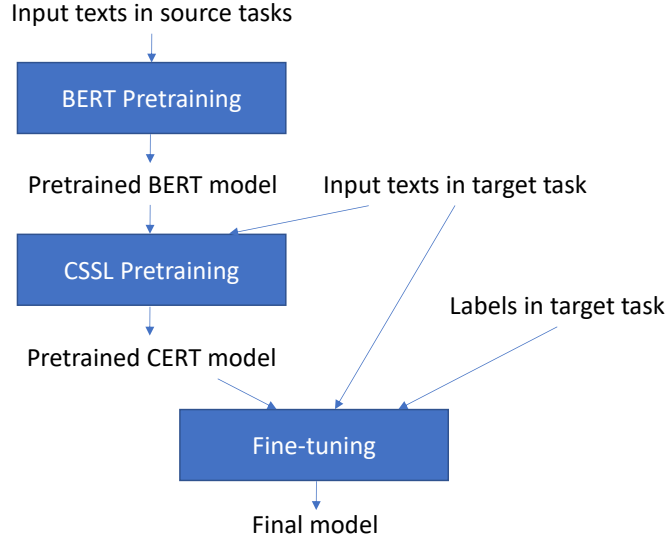 Input texts in source tasks
BERT Pretraining
Pretrained BERT model
Input texts in target task
CSSL Pretraining
Labels in target task
Pretrained CERT model
Fine-tuning
Final model